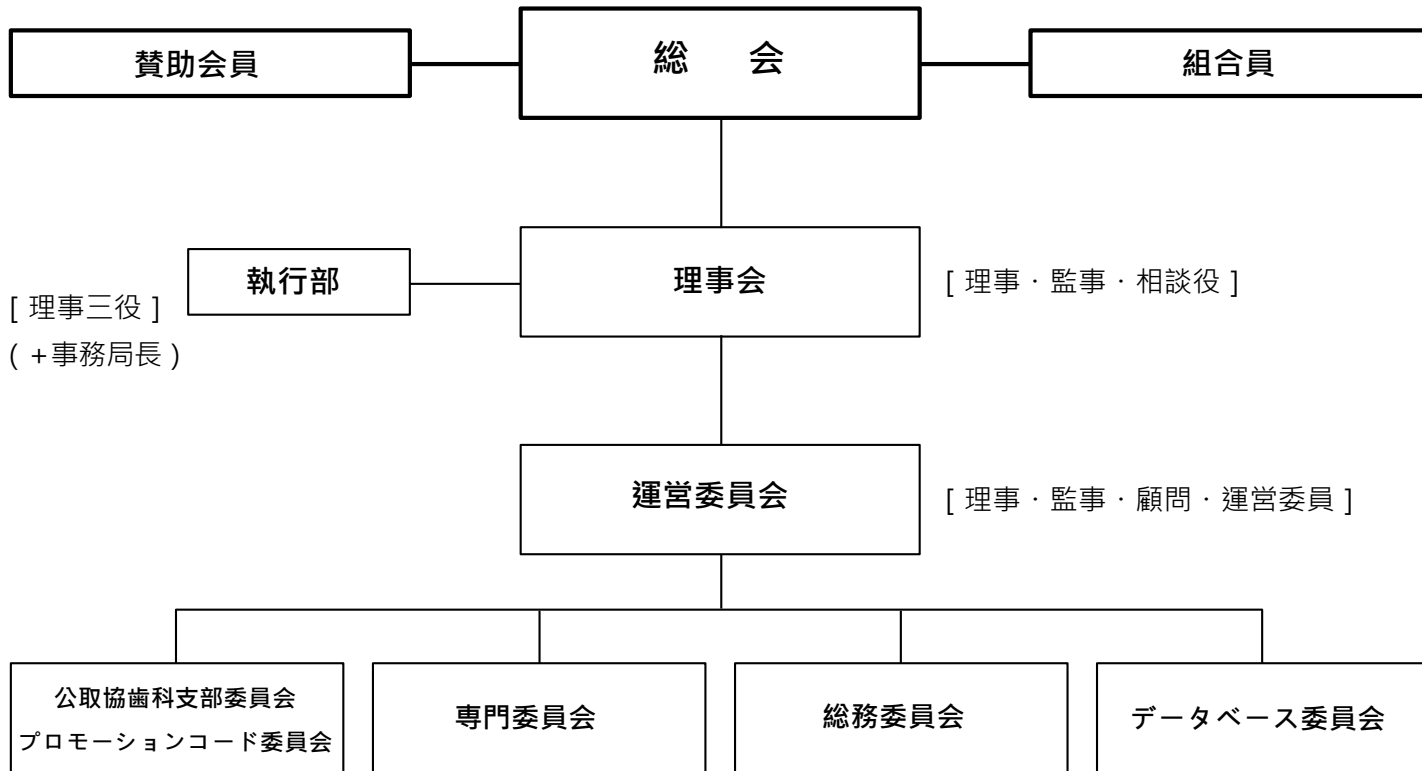 賛助会員
総 会
組合員
執行部
理事会
[ 理事・監事・相談役 ]
[ 理事三役 ]
( +事務局長 )
運営委員会
[ 理事・監事・顧問・運営委員 ]
公取協歯科支部委員会
プロモーションコード委員会
専門委員会
総務委員会
データベース委員会